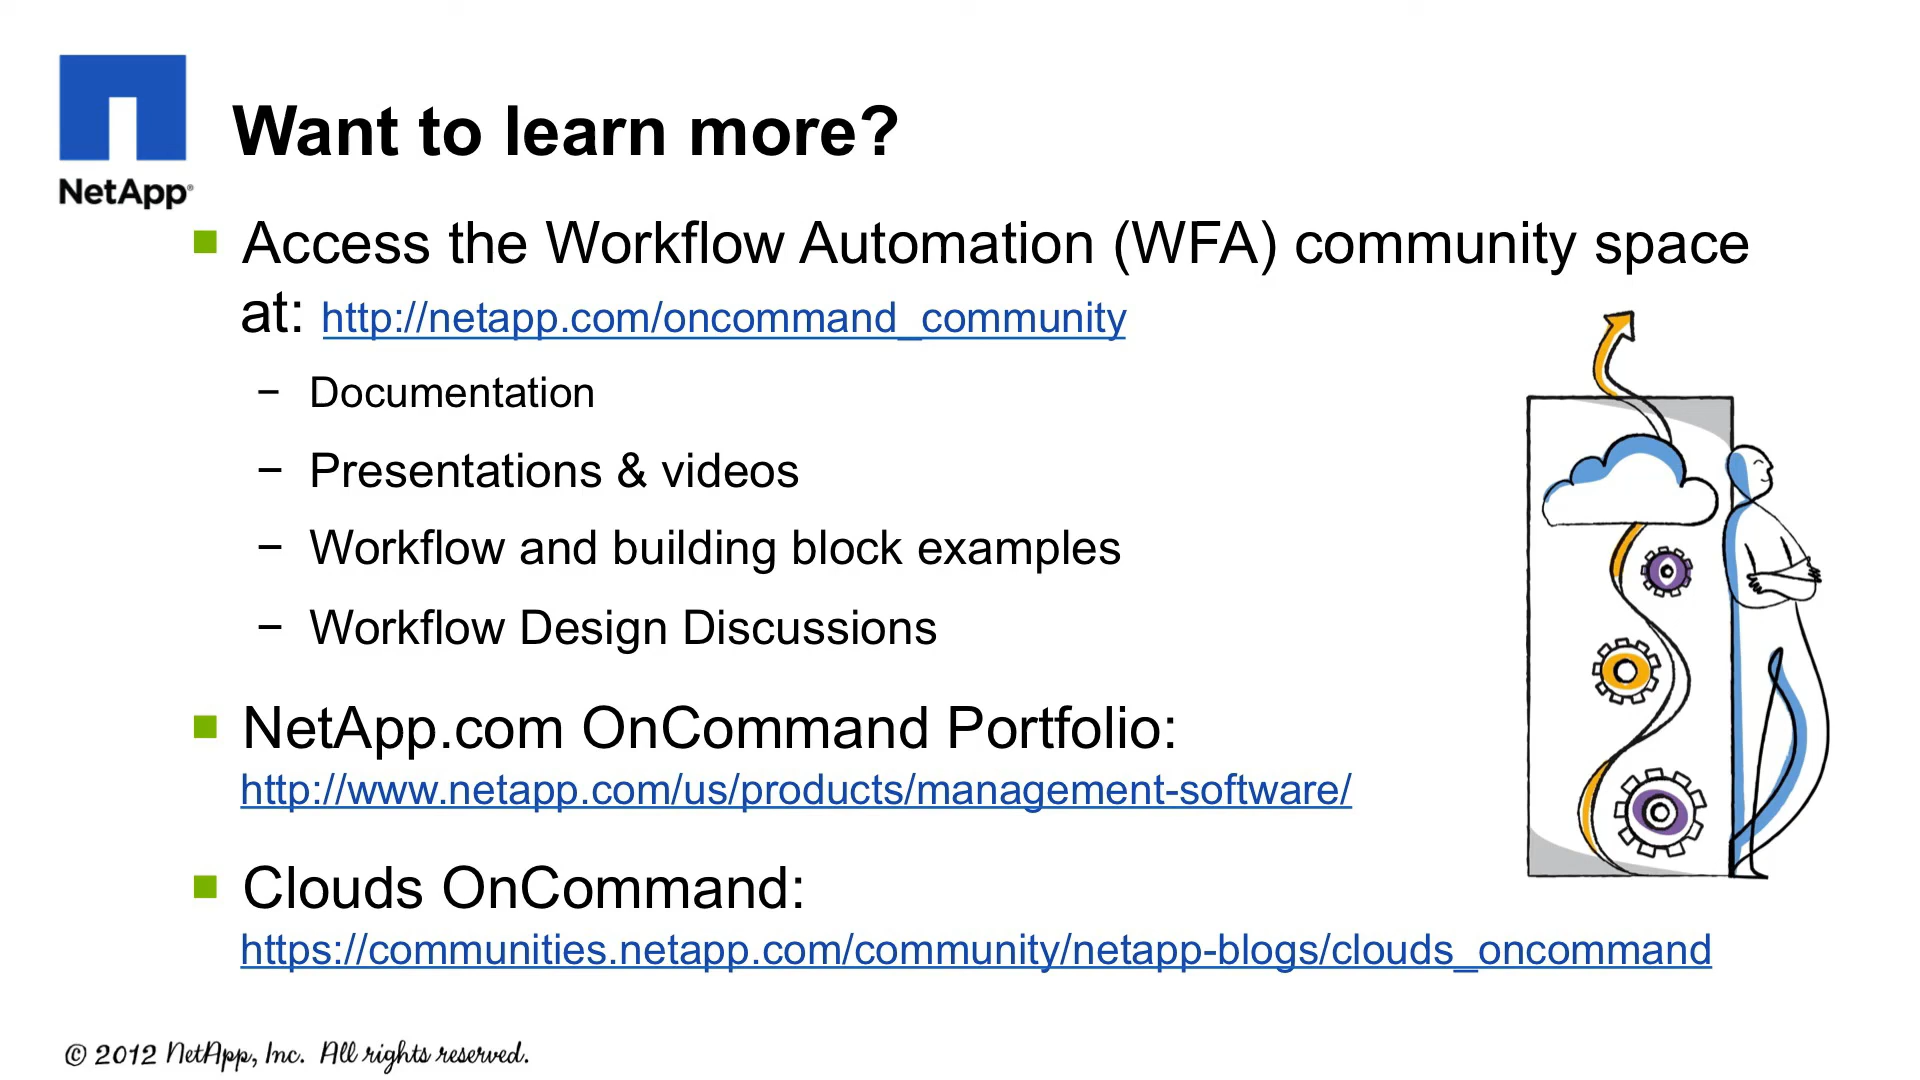 NetApp®
Want to learn more?
Access the Workflow Automation (WFA) community space
at: http://netapp.com/oncommand_community
− Documentation
− Presentations & videos
− Workflow and building block examples
− Workflow Design Discussions
NetApp.com OnCommand Portfolio:
http://www.netapp.com/us/products/management-software/
Clouds OnCommand:
https://communities.netapp.com/community/netapp-blogs/clouds_oncommand
© 2012 NetApp, Inc. All rights reserved.